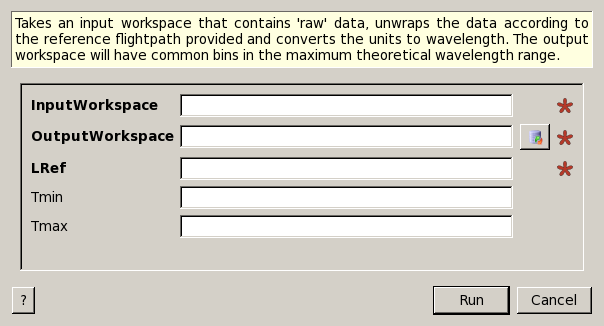 Takes an input workspace that contains 'raw' data, unwraps the data according to
the reference flightpath provided and converts the units to wavelength. The output
workspace will have common bins in the maximum theoretical wavelength range.
InputWorkspace
OutputWorkspace
LRef
Tmin
Tmax
? Run Cancel